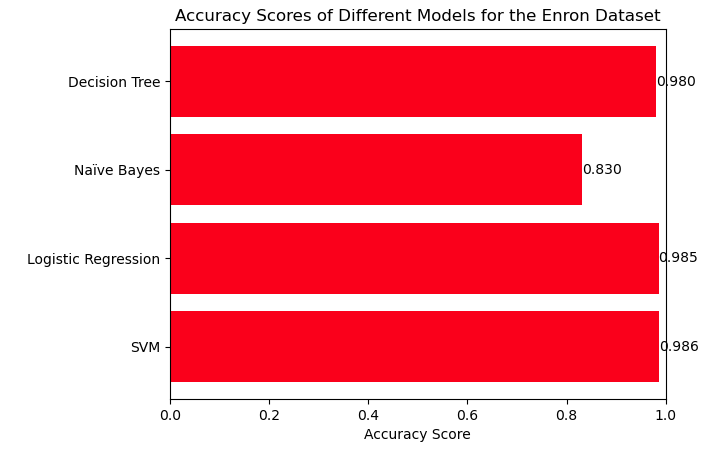 Accuracy Scores of Different Models for the Enron Dataset
Decision Tree
0.980
Naïve Bayes
0.830
Logistic Regression
0.985
SVM
0.986
0.0 0.2 0.4 0.6 0.8 1.0
Accuracy Score